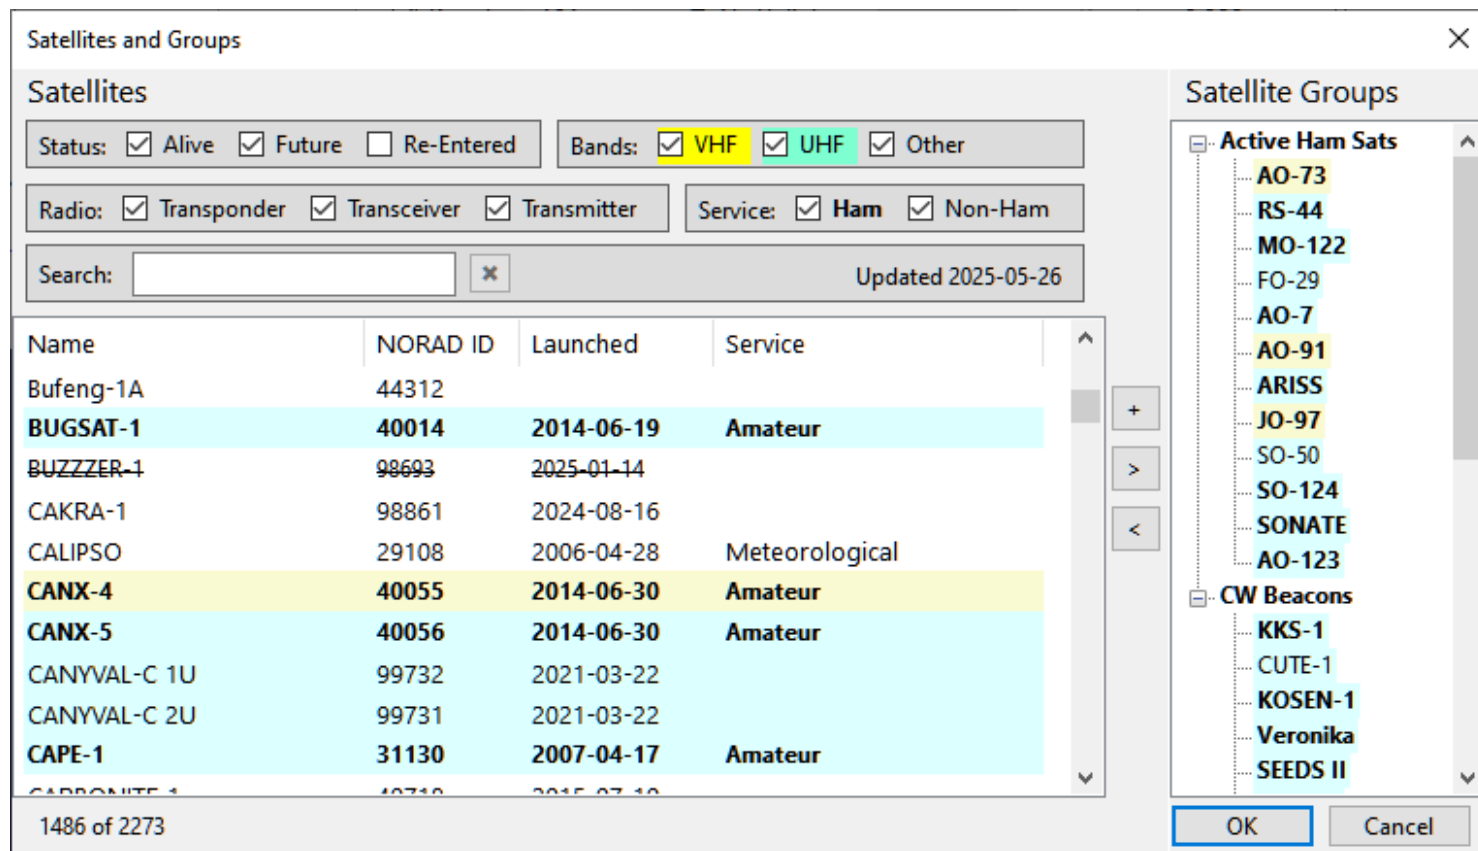 Satellites and Groups
Satellites
Status: Alive Future Re-Entered
Bands: VHF UHF Other
Radio: Transponder Transceiver Transmitter
Service: Ham Non-Ham
Search: Updated 2025-05-26
Name NORAD ID Launched Service
Bufeng-1A 44312
BUGSAT-1 40014 2014-06-19 Amateur
BUZZZER-1 98693 2025-01-14
CAKRA-1 98861 2024-08-16
CALIPSO 29108 2006-04-28 Meteorological
CANX-4 40055 2014-06-30 Amateur
CANX-5 40056 2014-06-30 Amateur
CANYVAL-C 1U 99732 2021-03-22
CANYVAL-C 2U 99731 2021-03-22
CAPE-1 31130 2007-04-17 Amateur
1486 of 2273
+
>
<
Satellite Groups
Active Ham Sats
AO-73
RS-44
MO-122
FO-29
AO-7
AO-91
ARISS
JO-97
SO-50
SO-124
SONATE
AO-123
CW Beacons
KKS-1
CUTE-1
KOSEN-1
Veronika
SEEDS II
OK Cancel